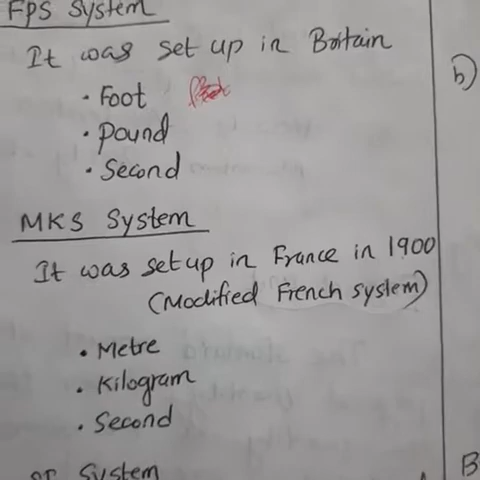 FPS System
It was set up in Britain
• Foot
• Pound
• Second
MKS System
It was set up in France in 1900
(Modified French system)
• Metre
• Kilogram
• Second
System
b)
B